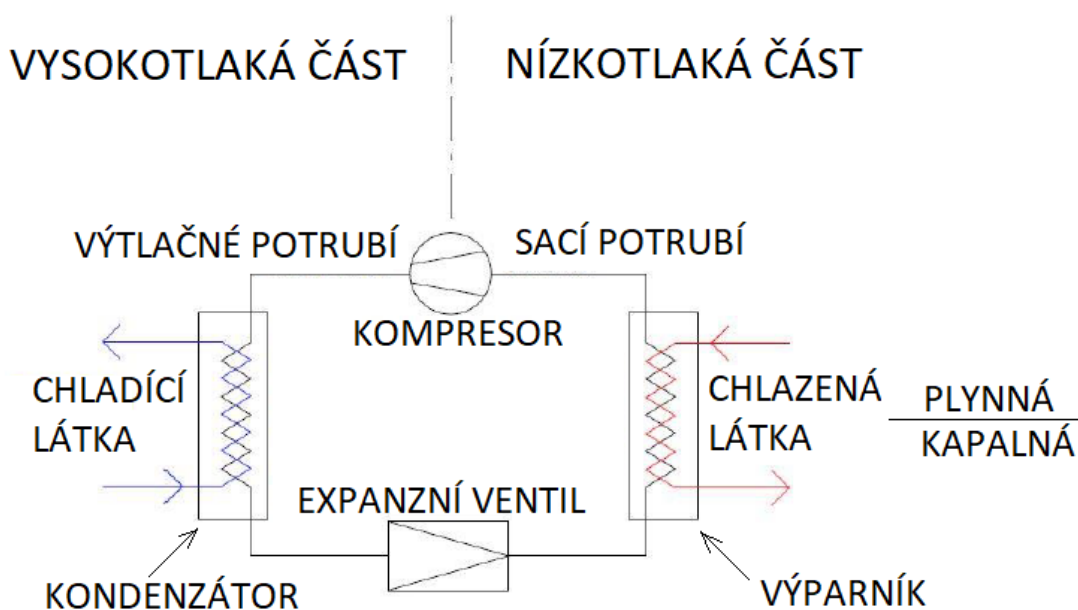 VYSOKOTLAKÁ ČÁST
NÍZKOTLAKÁ ČÁST
VÝTLAČNÉ POTRUBÍ
SACÍ POTRUBÍ
KOMPRESOR
CHLADÍCÍ
LÁTKA
CHLAZENÁ
LÁTKA
PLYNNÁ
KAPALNÁ
EXPANZNÍ VENTIL
KONDENZÁTOR
VÝPARNÍK